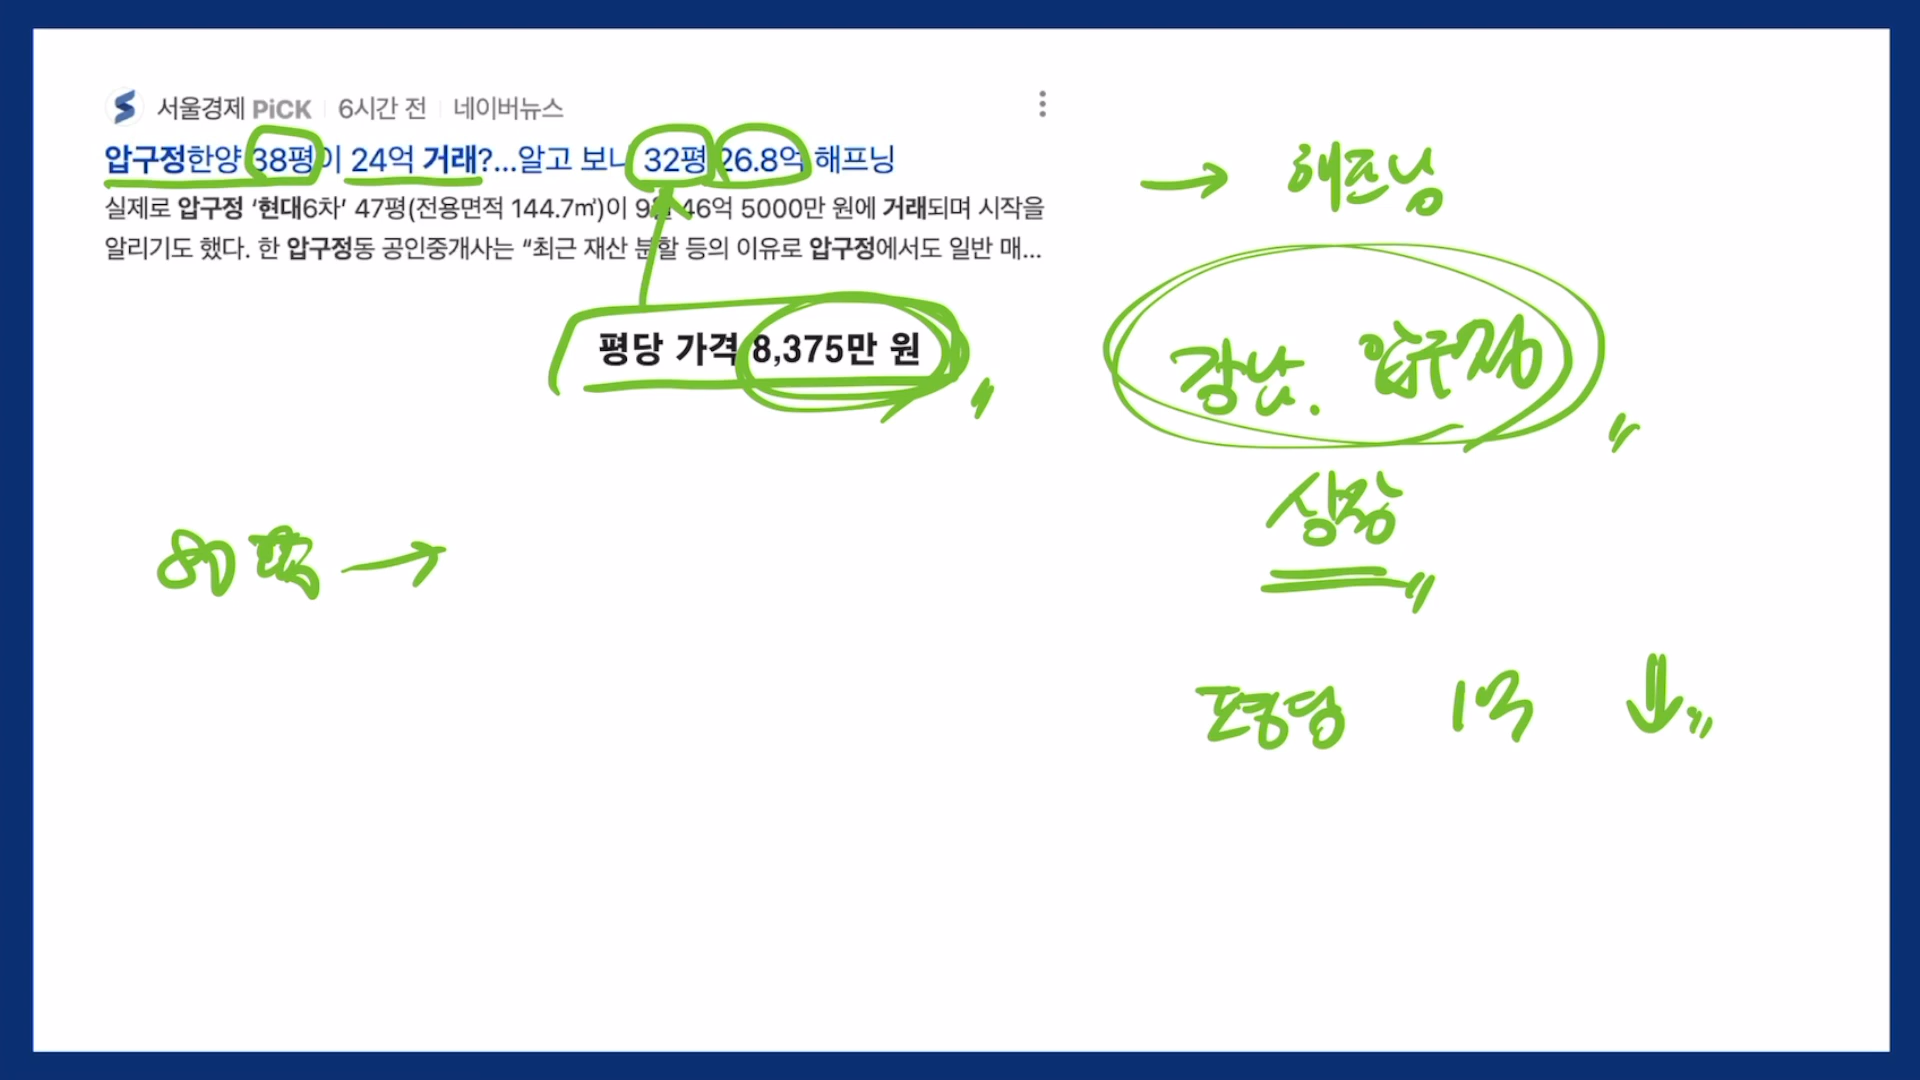 서울경제 PiCK 6시간 전 네이버뉴스
압구정한양 38평이 24억 거래?...알고 보니 32평 26.8억 해프닝
실제로 압구정 '현대6차' 47평(전용면적 144.7㎡)이 9월 46억 5000만 원에 거래되며 시작을
알리기도 했다. 한 압구정동 공인중개사는 “최근 재산 분할 등의 이유로 압구정에서도 일반 매...
평당 가격 8,375만 원
→ 해프닝
강남. 압구정
상징
평당 1억 ↓